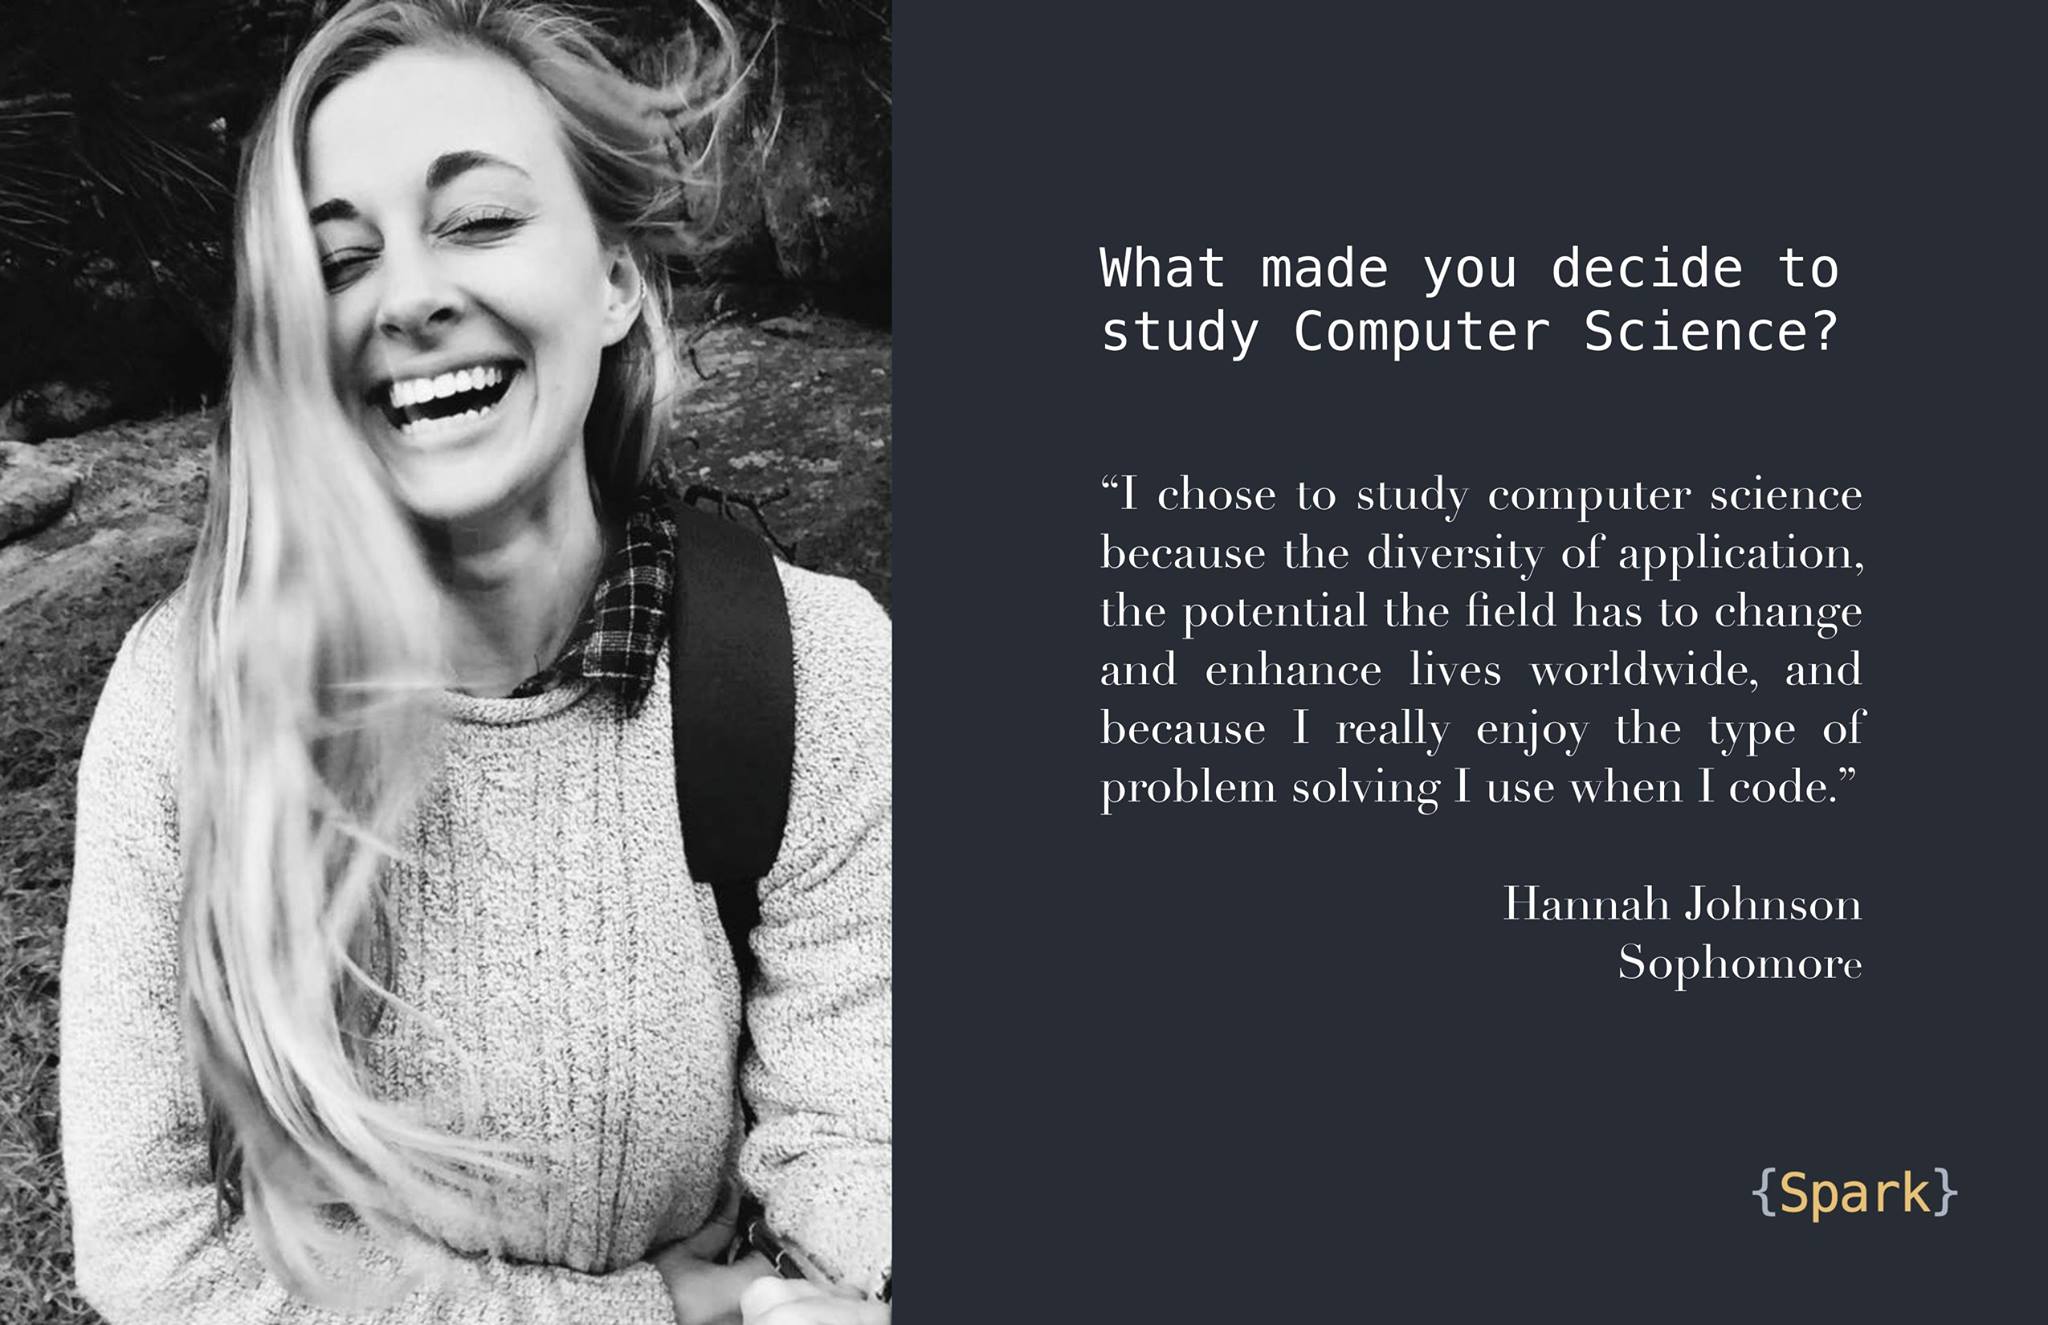 What made you decide to
study Computer Science?
“I chose to study computer science
because the diversity of application,
the potential the field has to change
and enhance lives worldwide, and
because I really enjoy the type of
problem solving I use when I code.”
Hannah Johnson
Sophomore
{Spark}